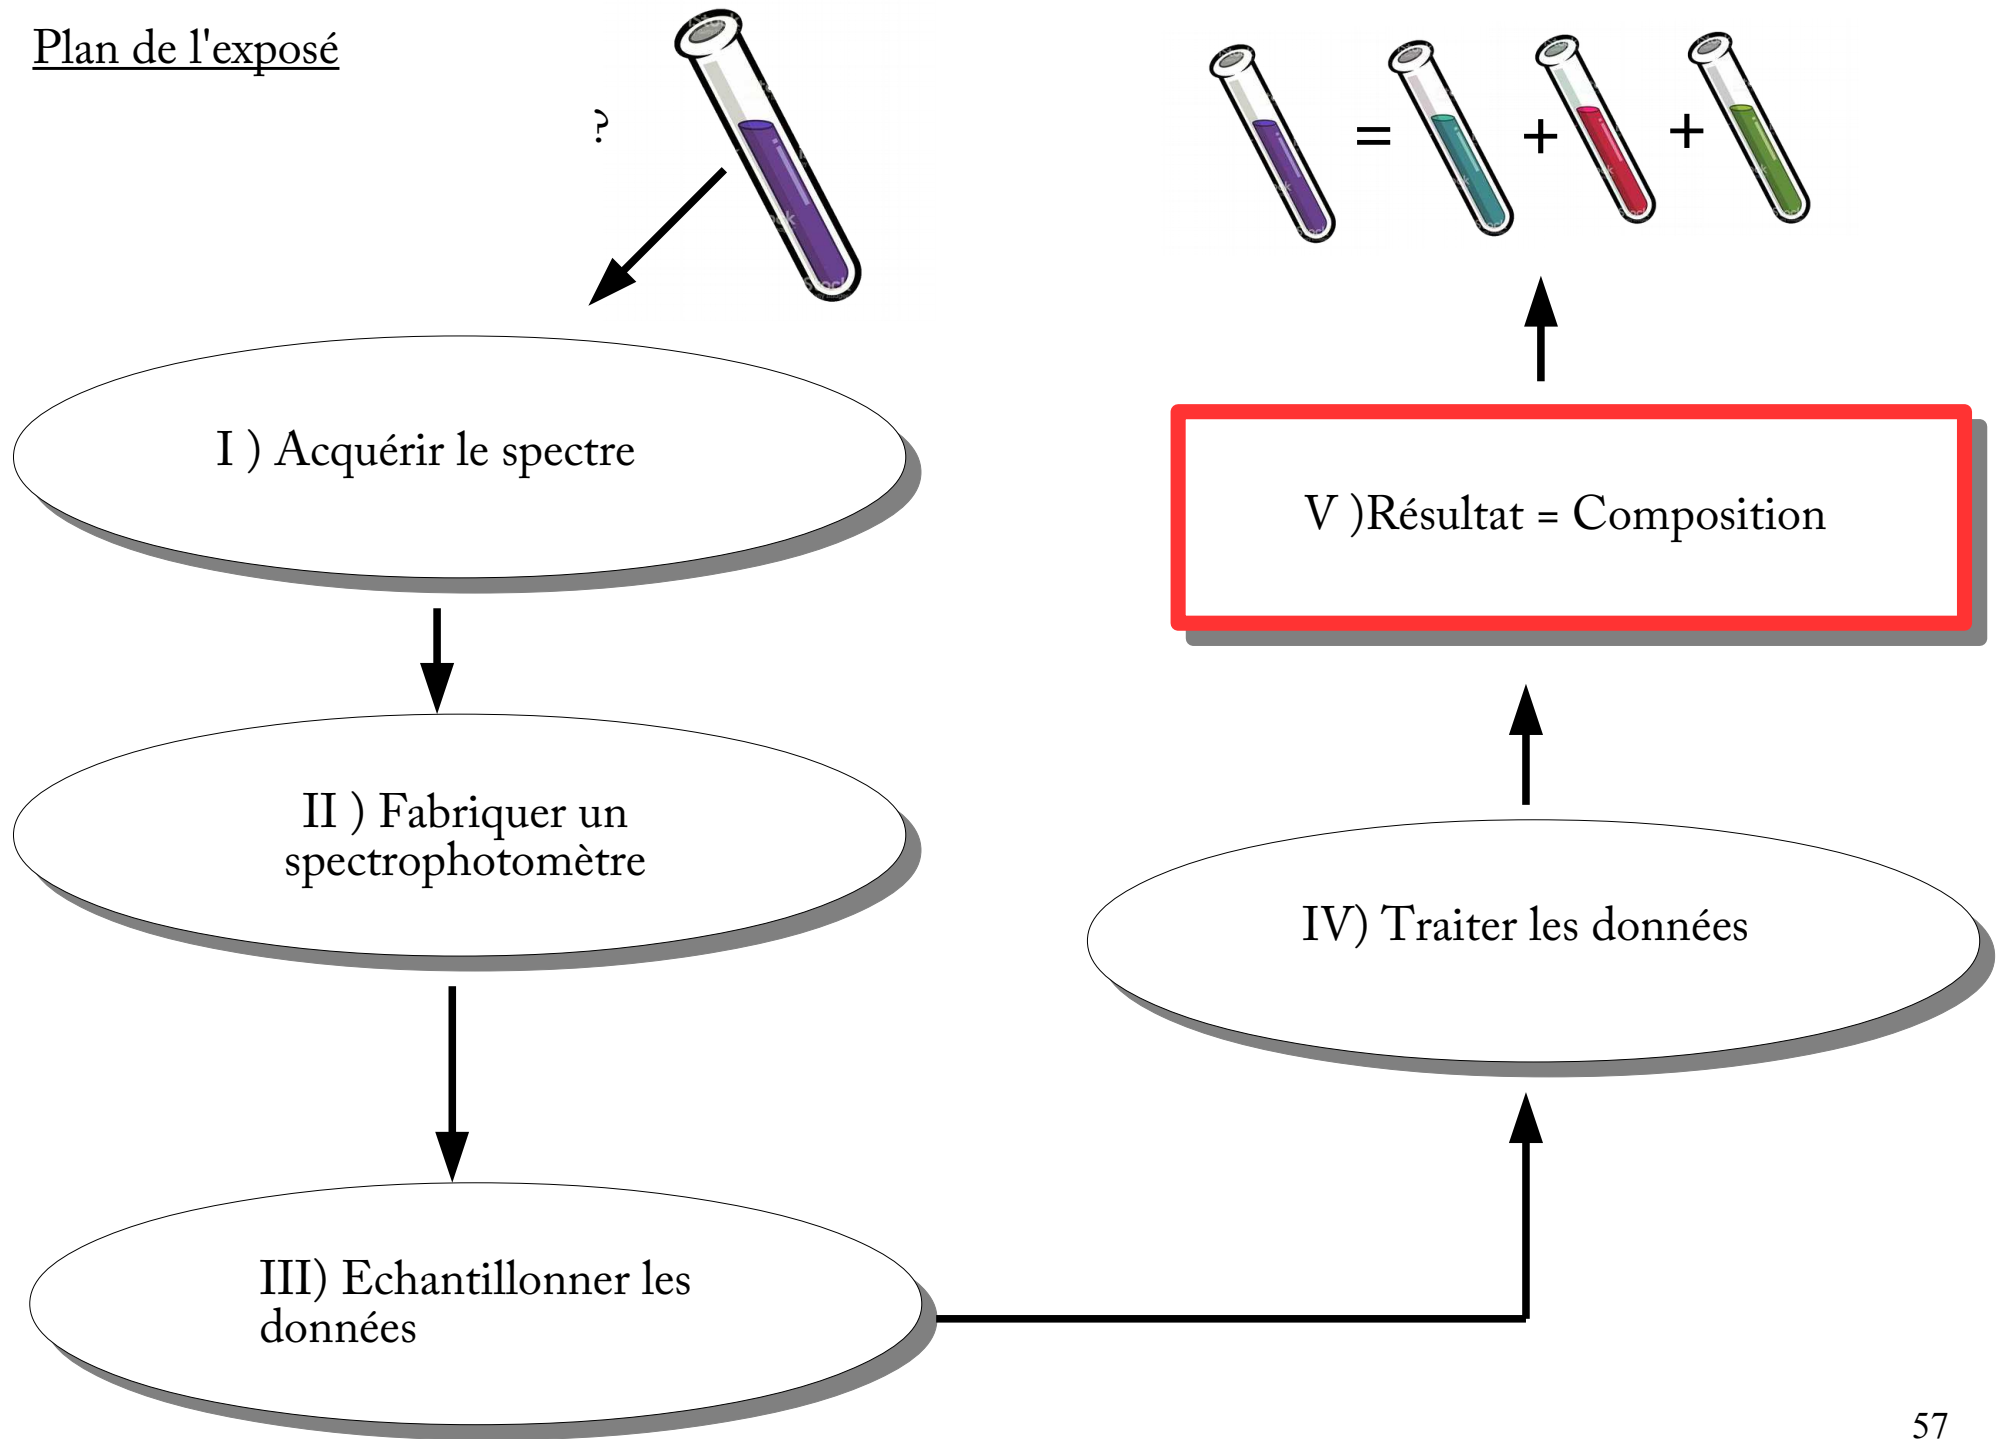 Plan de l'exposé
?
= + +
I ) Acquérir le spectre
II ) Fabriquer un
spectrophotomètre
III) Echantillonner les
données
IV) Traiter les données
V )Résultat = Composition
57